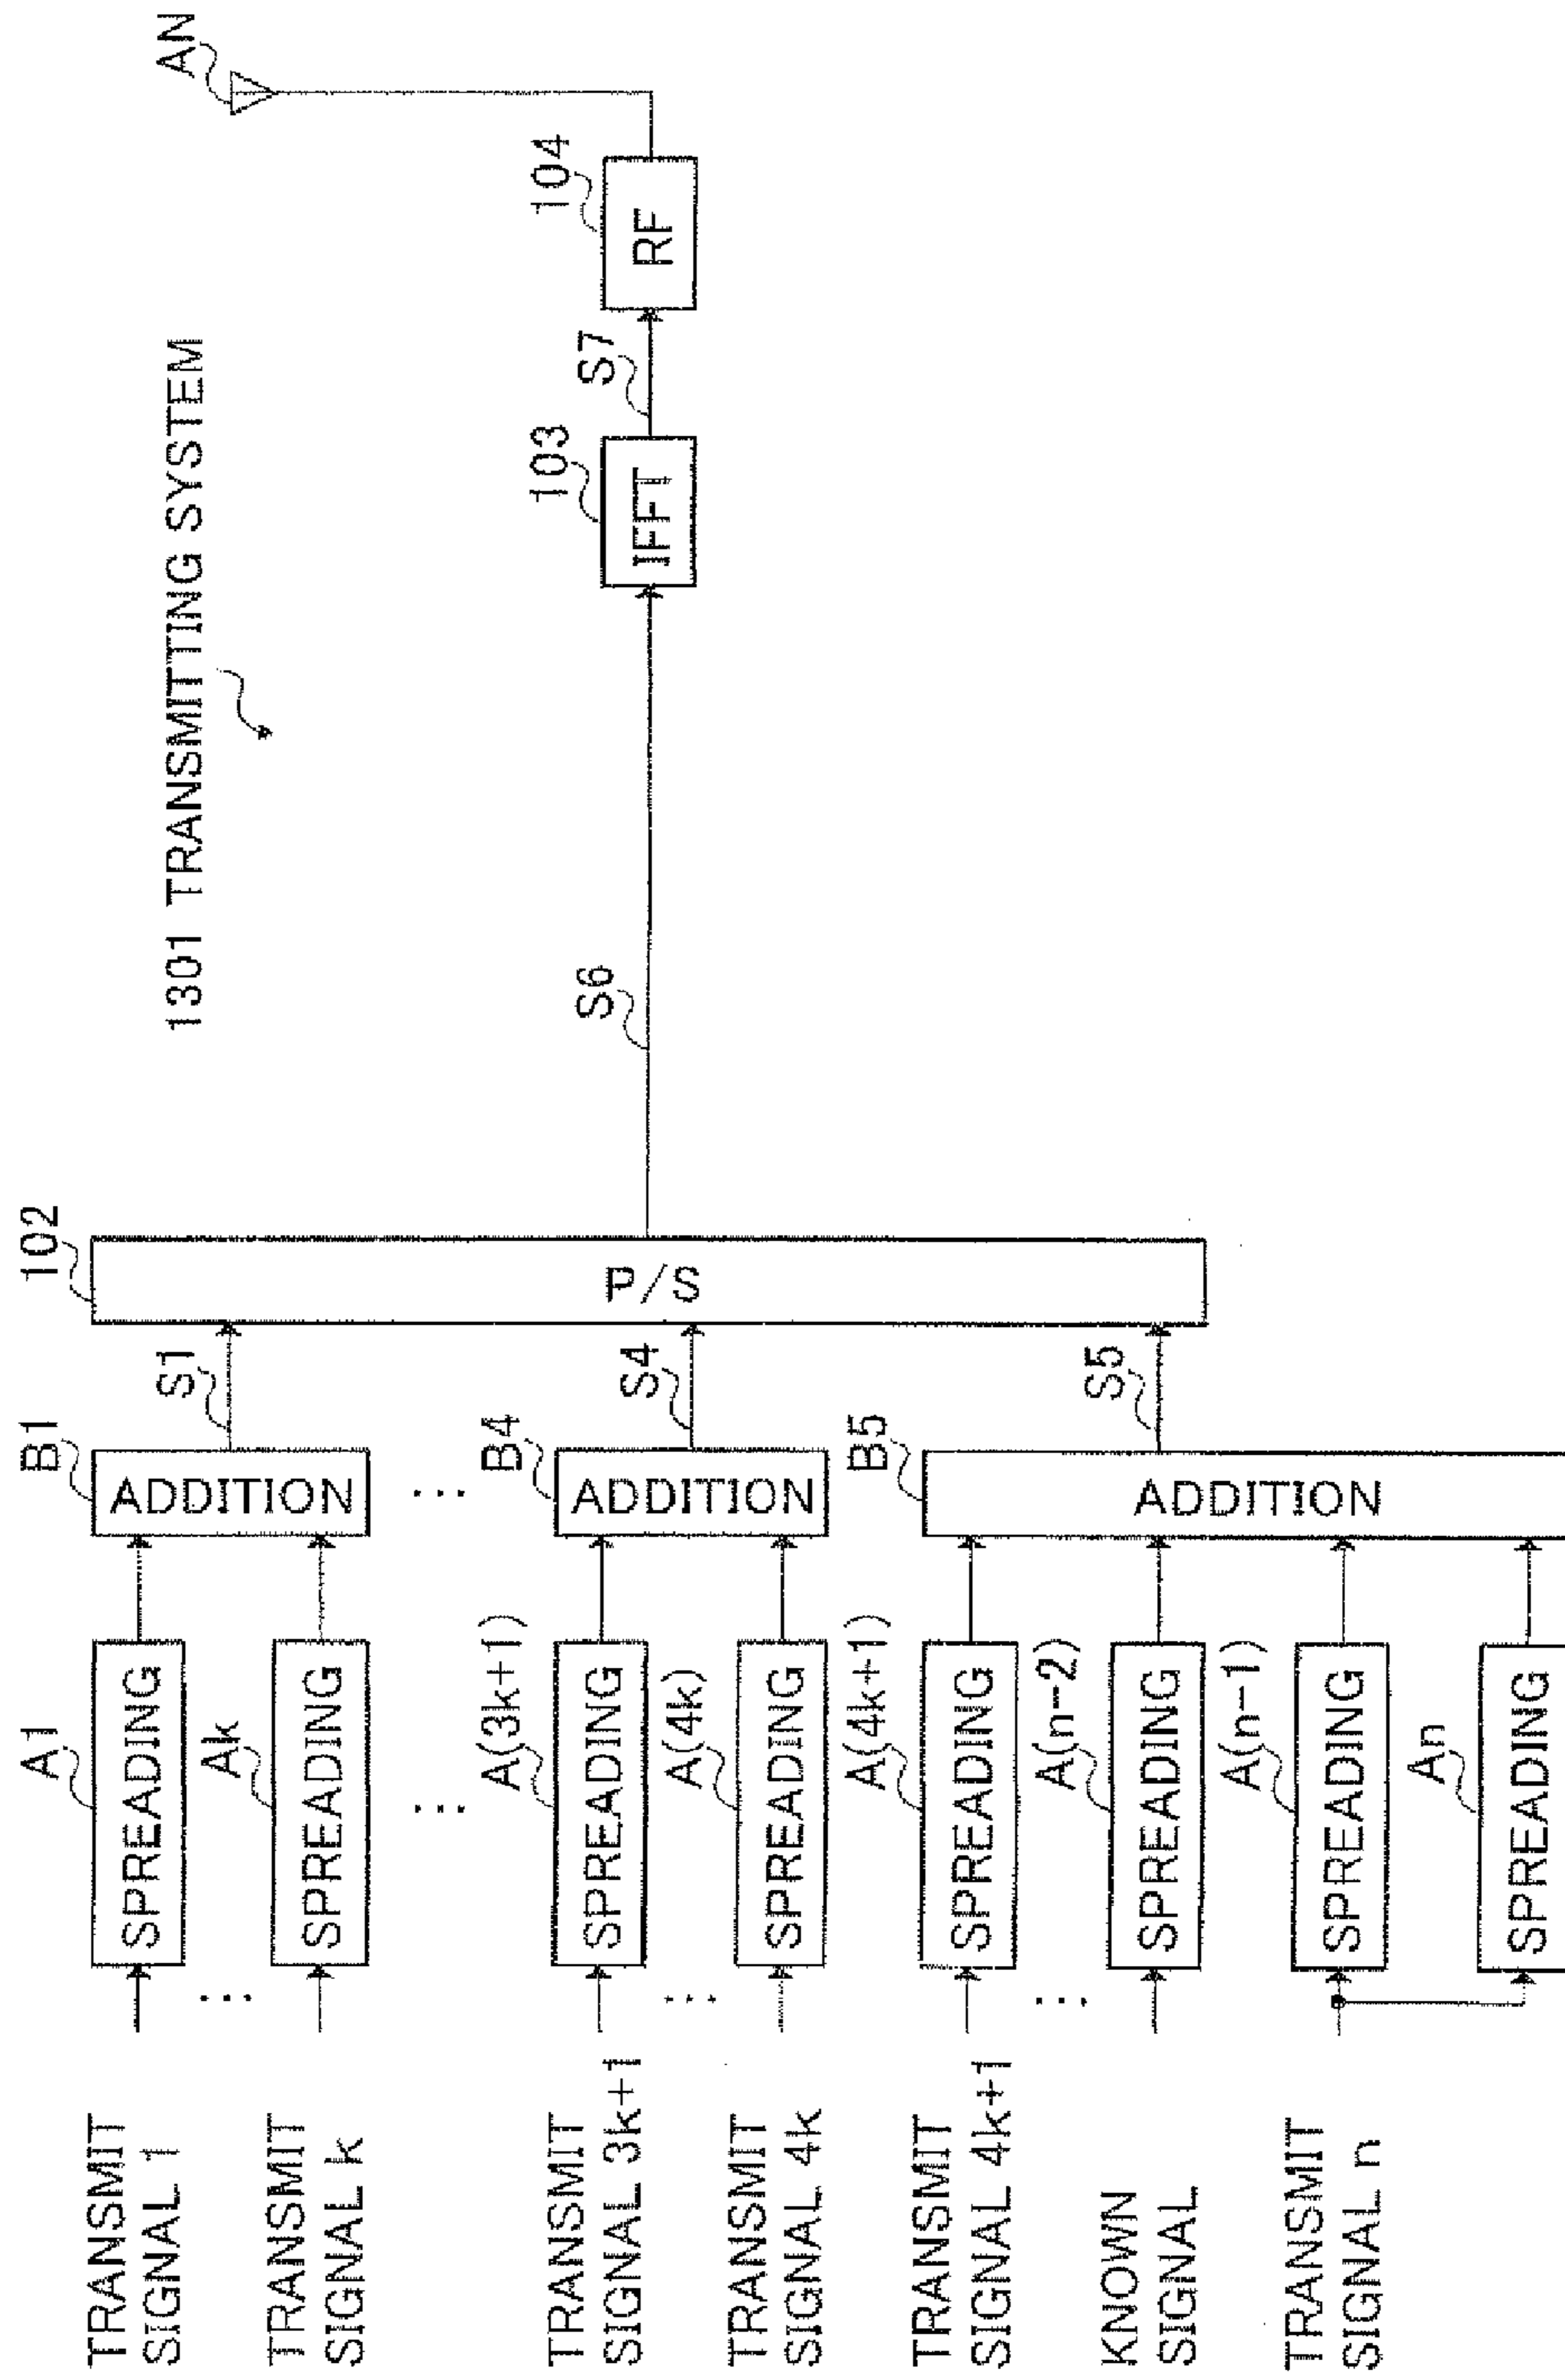 1301 TRANSMITTING SYSTEM
TRANSMIT
SIGNAL 1
A1
SPREADING
B1
ADDITION
S1
102
P/S
...
TRANSMIT
SIGNAL k
Ak
SPREADING
...
...
TRANSMIT
SIGNAL 3k+1
A(3k+1)
SPREADING
B4
ADDITION
S4
...
TRANSMIT
SIGNAL 4k
A(4k)
SPREADING
S6
103
IFFT
S7
104
RF
AN
TRANSMIT
SIGNAL 4k+1
A(4k+1)
SPREADING
B5
ADDITION
S5
...
KNOWN
SIGNAL
A(n-2)
SPREADING
TRANSMIT
SIGNAL n
A(n-1)
SPREADING
An
SPREADING